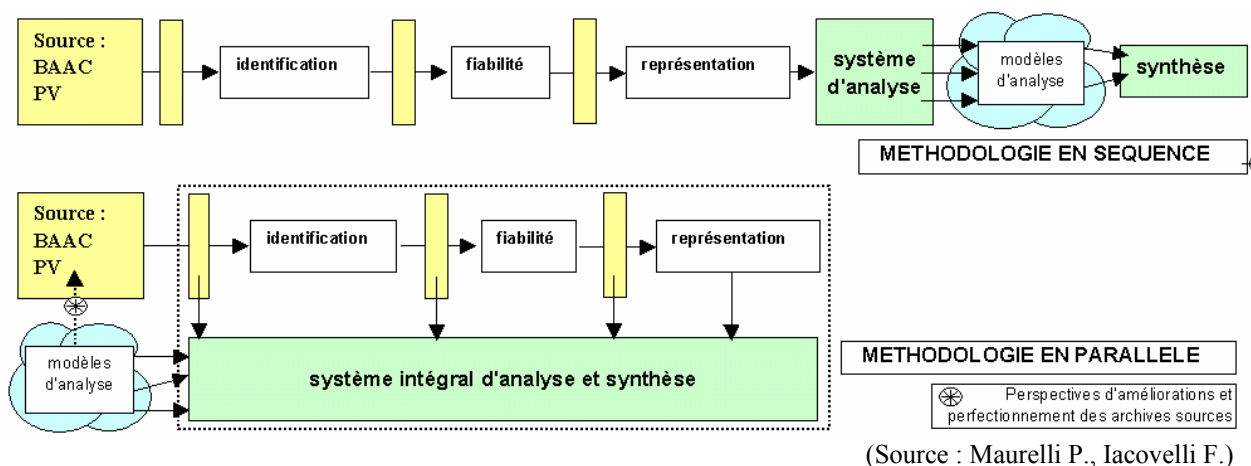 Source :
BAAC
PV
identification
fiabilité
représentation
système
d'analyse
modèles
d'analyse
synthèse
METHODOLOGIE EN SEQUENCE
Source :
BAAC
PV
identification
fiabilité
représentation
modèles
d'analyse
système intégral d'analyse et synthèse
METHODOLOGIE EN PARALLELE
Perspectives d'améliorations et
perfectionnement des archives sources
(Source : Maurelli P., Iacovelli F.)